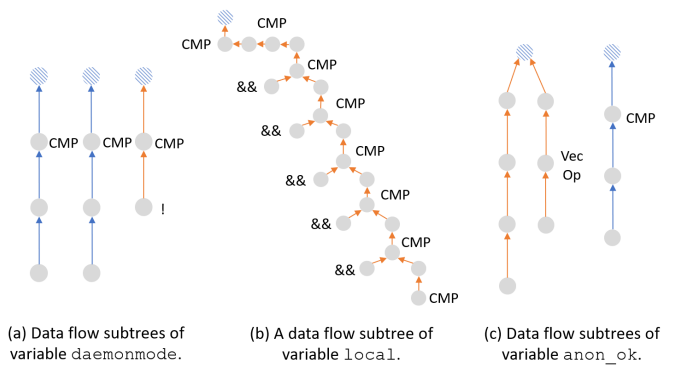 CMP CMP CMP
!
(a) Data flow subtrees of
variable daemonmode.
CMP
CMP
CMP
&&
CMP
&&
CMP
&&
CMP
&&
CMP
&&
CMP
(b) A data flow subtree of
variable local.
CMP
Vec
Op
(c) Data flow subtrees of
variable anon_ok.